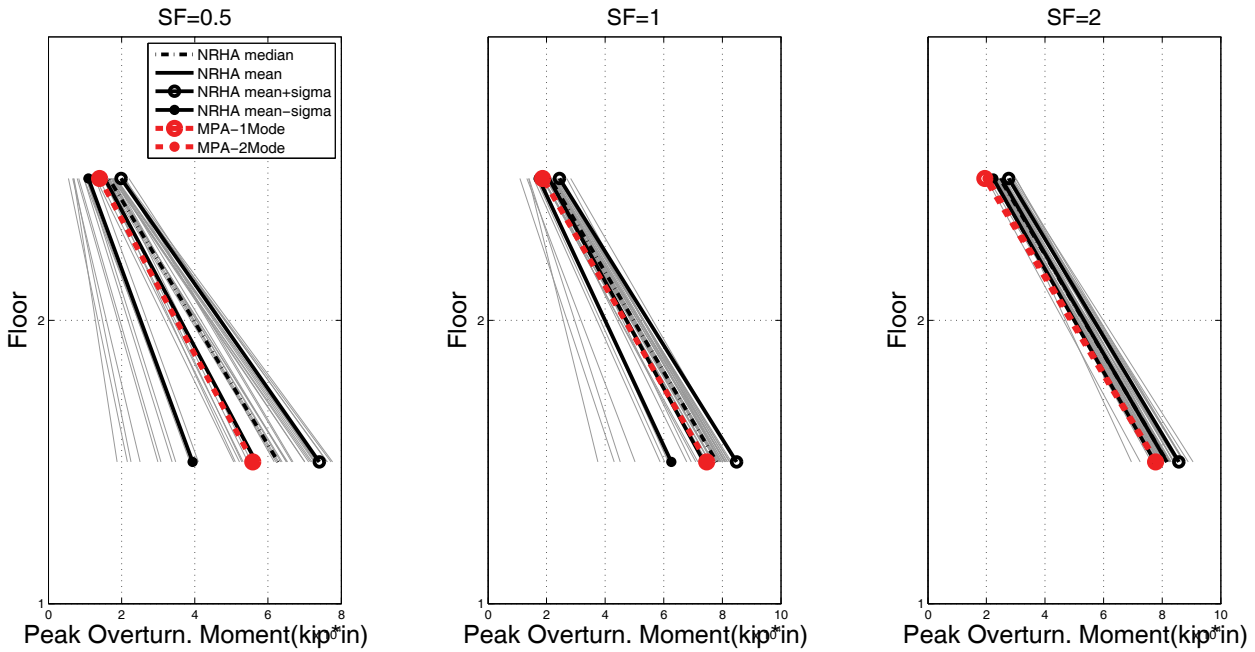 SF=0.5
SF=1
SF=2
NRHA median
NRHA mean
NRHA mean+sigma
NRHA mean−sigma
MPA−1Mode
MPA−2Mode
Floor
2
1
0 2 4 6 8
Peak Overturn. Moment(kip*in)
Floor
2
1
0 2 4 6 8 10
Peak Overturn. Moment(kip*in)
Floor
2
1
0 2 4 6 8 10
Peak Overturn. Moment(kip*in)